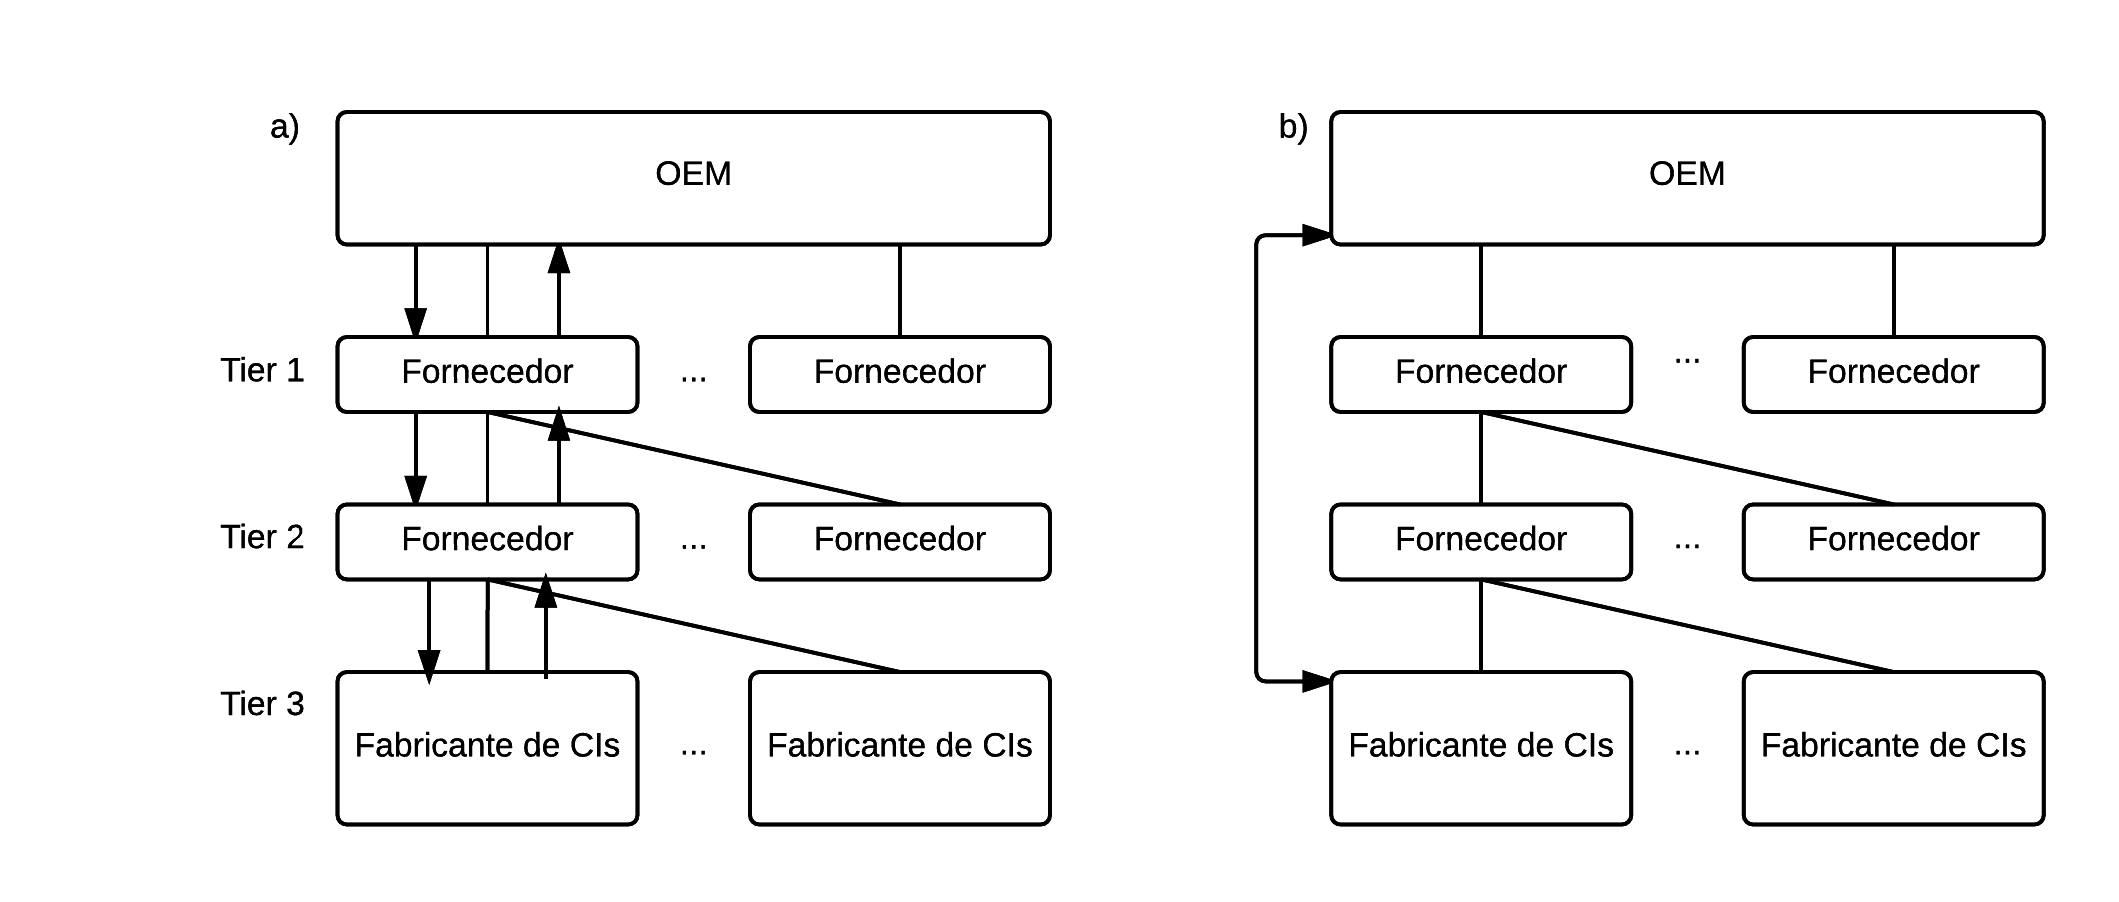 a)
OEM
Tier 1
Fornecedor
...
Fornecedor
Tier 2
Fornecedor
...
Fornecedor
Tier 3
Fabricante de CIs
...
Fabricante de CIs
b)
OEM
Fornecedor
...
Fornecedor
Fornecedor
...
Fornecedor
Fabricante de CIs
...
Fabricante de CIs